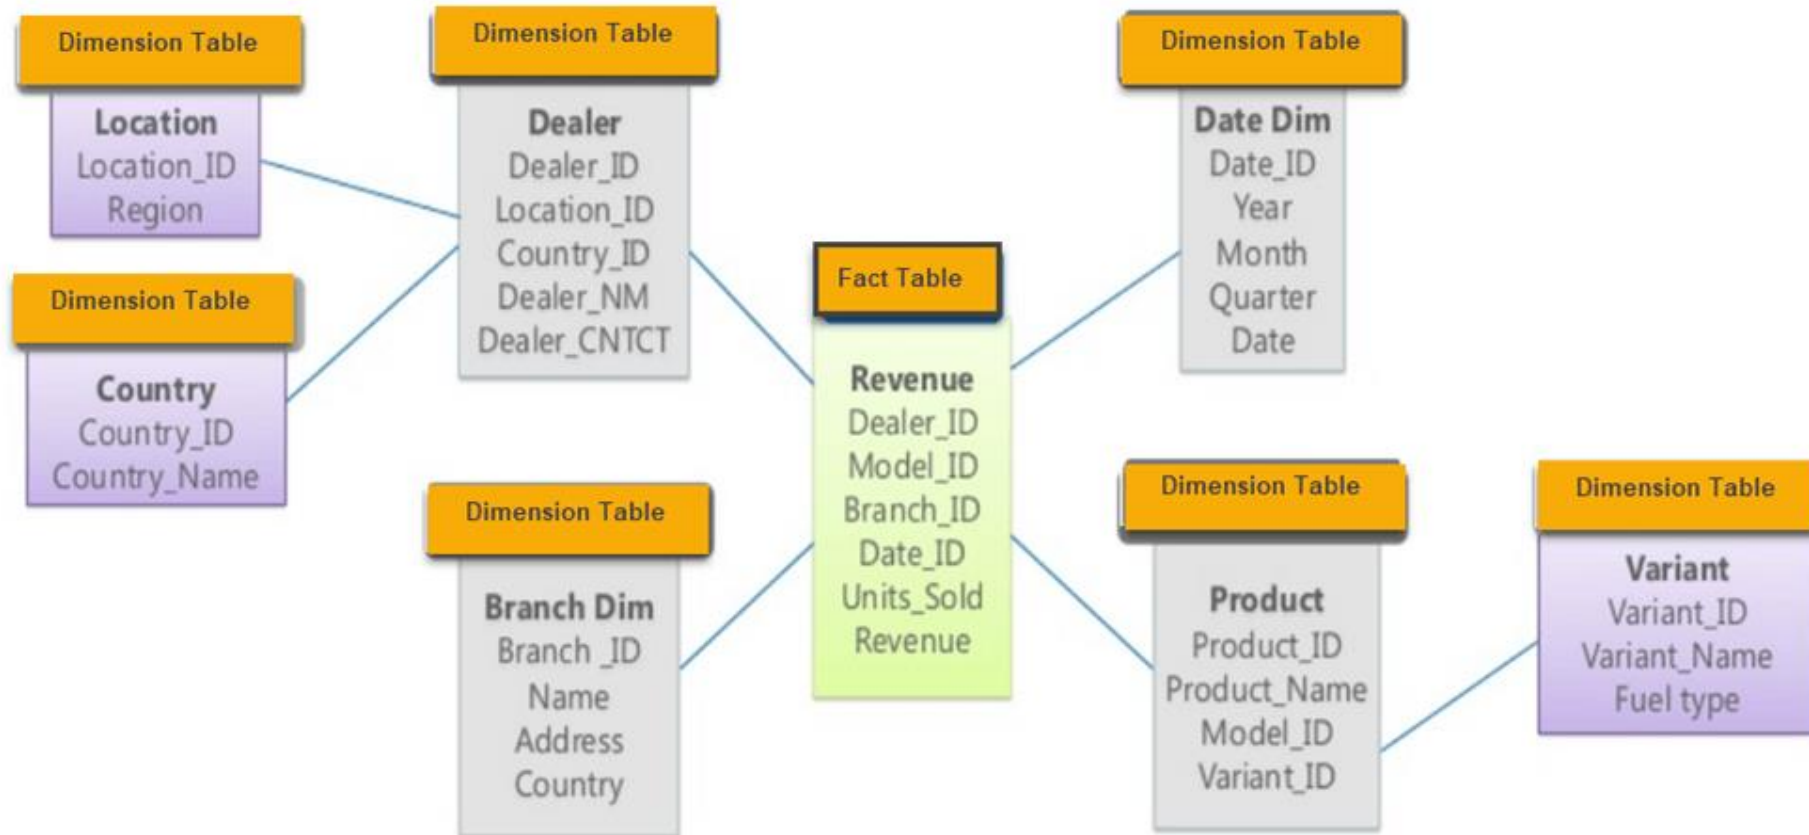 Dimension Table
Location
Location_ID
Region
Dimension Table
Country
Country_ID
Country_Name
Dimension Table
Dealer
Dealer_ID
Location_ID
Country_ID
Dealer_NM
Dealer_CNTCT
Dimension Table
Branch Dim
Branch _ID
Name
Address
Country
Fact Table
Revenue
Dealer_ID
Model_ID
Branch_ID
Date_ID
Units_Sold
Revenue
Dimension Table
Date Dim
Date_ID
Year
Month
Quarter
Date
Dimension Table
Product
Product_ID
Product_Name
Model_ID
Variant_ID
Dimension Table
Variant
Variant_ID
Variant_Name
Fuel type